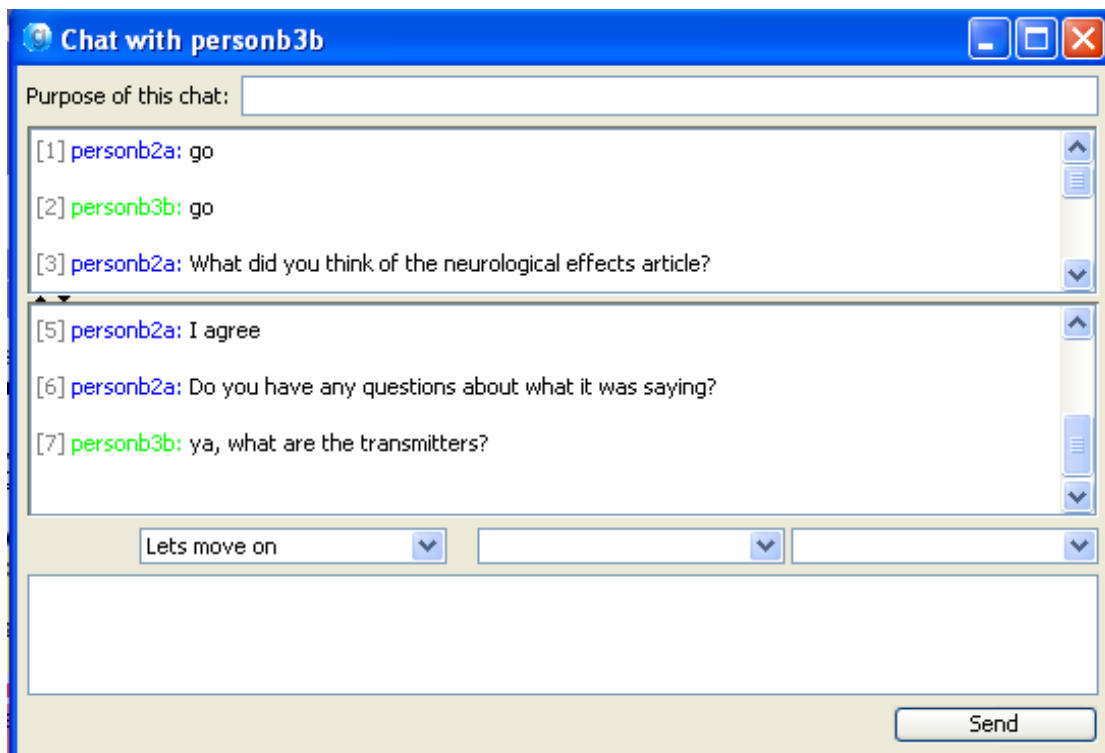 Chat with personb3b
Purpose of this chat:
[1] personb2a: go
[2] personb3b: go
[3] personb2a: What did you think of the neurological effects article?
[5] personb2a: I agree
[6] personb2a: Do you have any questions about what it was saying?
[7] personb3b: ya, what are the transmitters?
Lets move on
Send